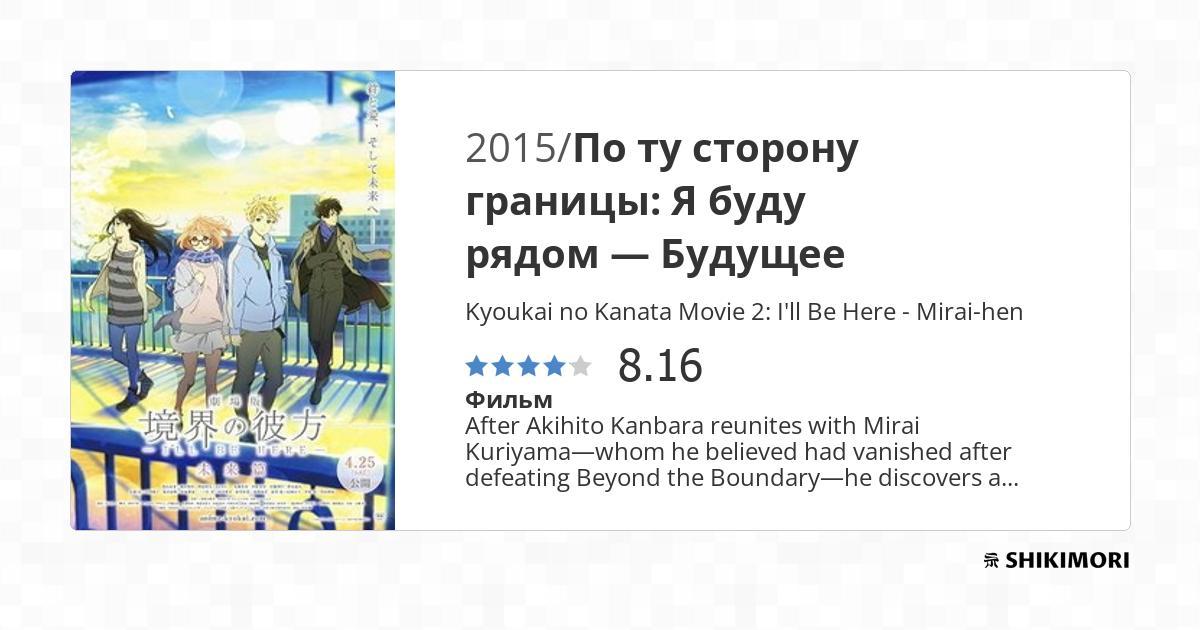 2015/По ту сторону
границы: Я буду
рядом — Будущее
Kyoukai no Kanata Movie 2: I'll Be Here - Mirai-hen
8.16
Фильм
After Akihito Kanbara reunites with Mirai
Kuriyama—whom he believed had vanished after
defeating Beyond the Boundary—he discovers a...
絆と愛、そして未来へ――
劇場版
境界の彼方
—I'LL BE HERE—
未来篇
4.25
公開
SHIKIMORI